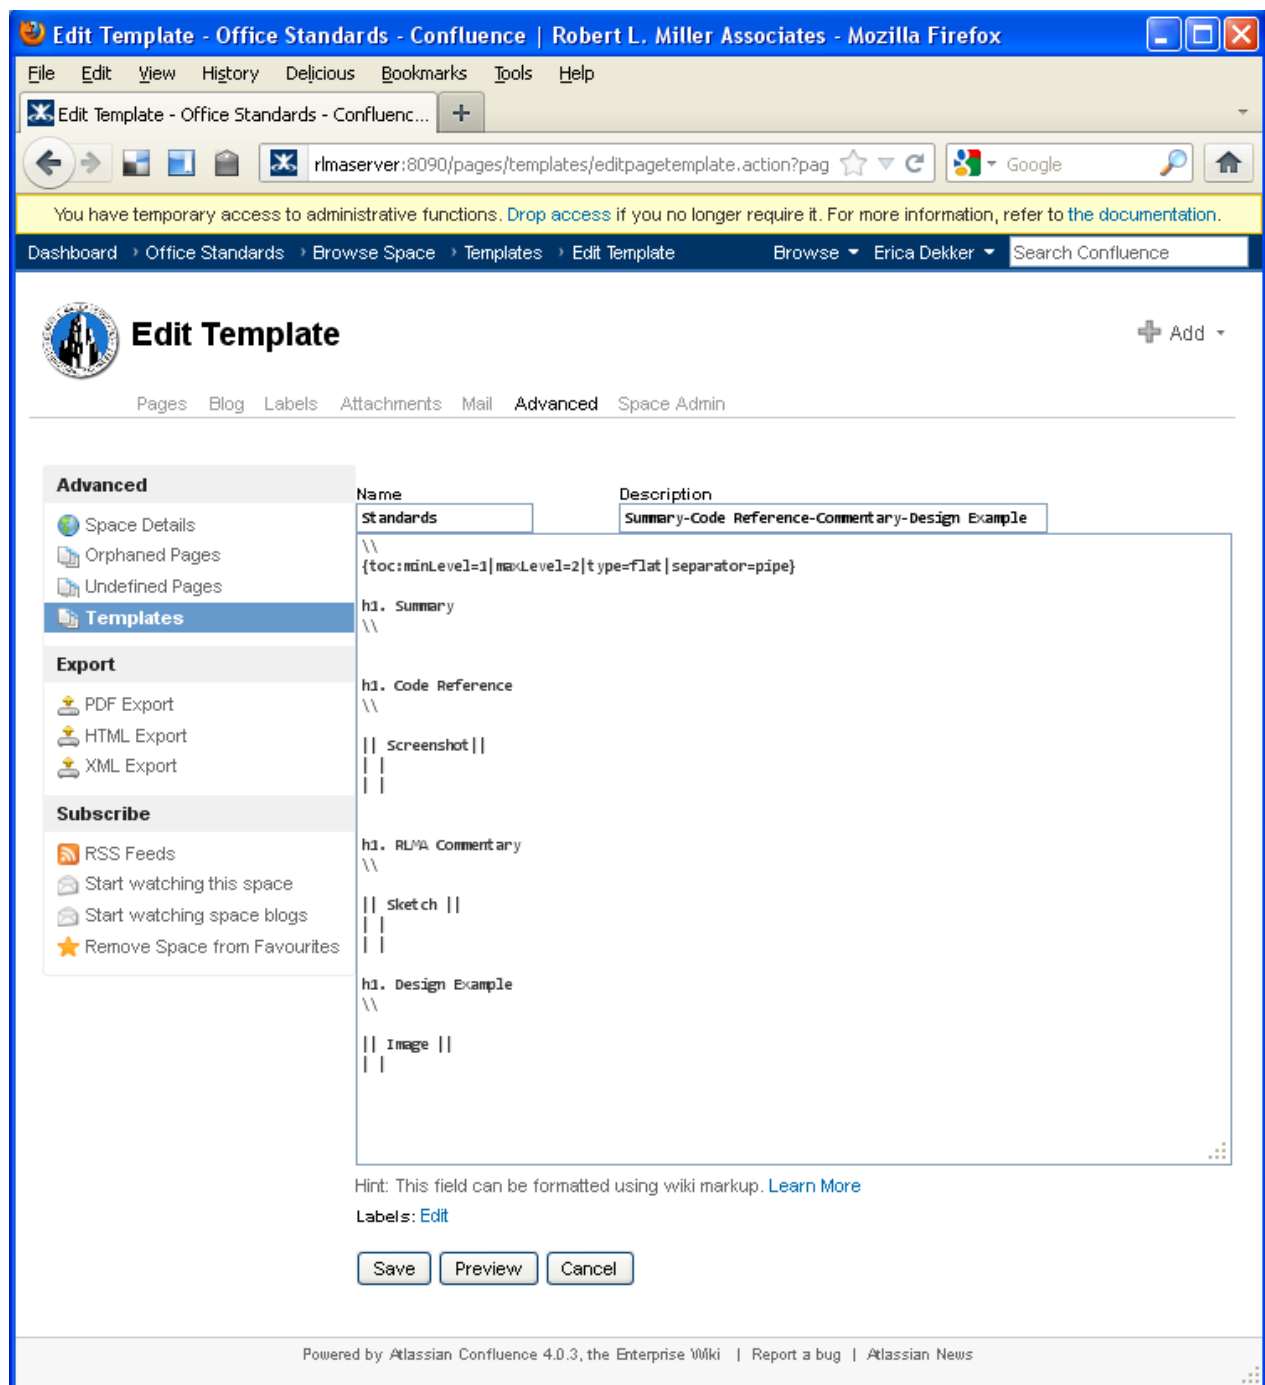 Edit Template - Office Standards - Confluence | Robert L. Miller Associates - Mozilla Firefox
File Edit View History Delicious Bookmarks Tools Help
Edit Template - Office Standards - Confluenc...
rlmaserver:8090/pages/templates/editpagetemplate.action?pag
Google
You have temporary access to administrative functions. Drop access if you no longer require it. For more information, refer to the documentation.
Dashboard › Office Standards › Browse Space › Templates › Edit Template Browse Erica Dekker Search Confluence
Edit Template
Add
Pages Blog Labels Attachments Mail Advanced Space Admin
Advanced
Space Details
Orphaned Pages
Undefined Pages
Templates
Export
PDF Export
HTML Export
XML Export
Subscribe
RSS Feeds
Start watching this space
Start watching space blogs
Remove Space from Favourites
Name Description
Standards Summary-Code Reference-Commentary-Design Example
\\
{toc:minLevel=1|maxLevel=2|type=flat|separator=pipe}
h1. Summary
\\
h1. Code Reference
\\
|| Screenshot||
| |
| |
h1. RLMA Commentary
\\
|| Sketch ||
| |
| |
h1. Design Example
\\
|| Image ||
| |
Hint: This field can be formatted using wiki markup. Learn More
Labels: Edit
Save Preview Cancel
Powered by Atlassian Confluence 4.0.3, the Enterprise Wiki | Report a bug | Atlassian News